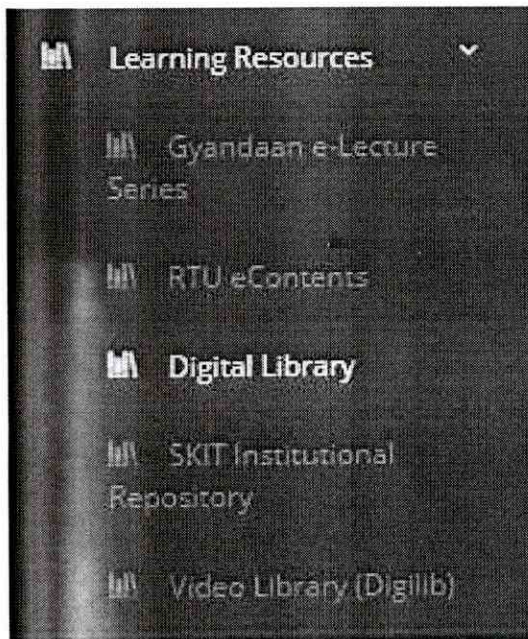 Learning Resources
Gyandaan e-Lecture
Series
RTU eContents
Digital Library
SKIT Institutional
Repository
Video Library (Digilib)